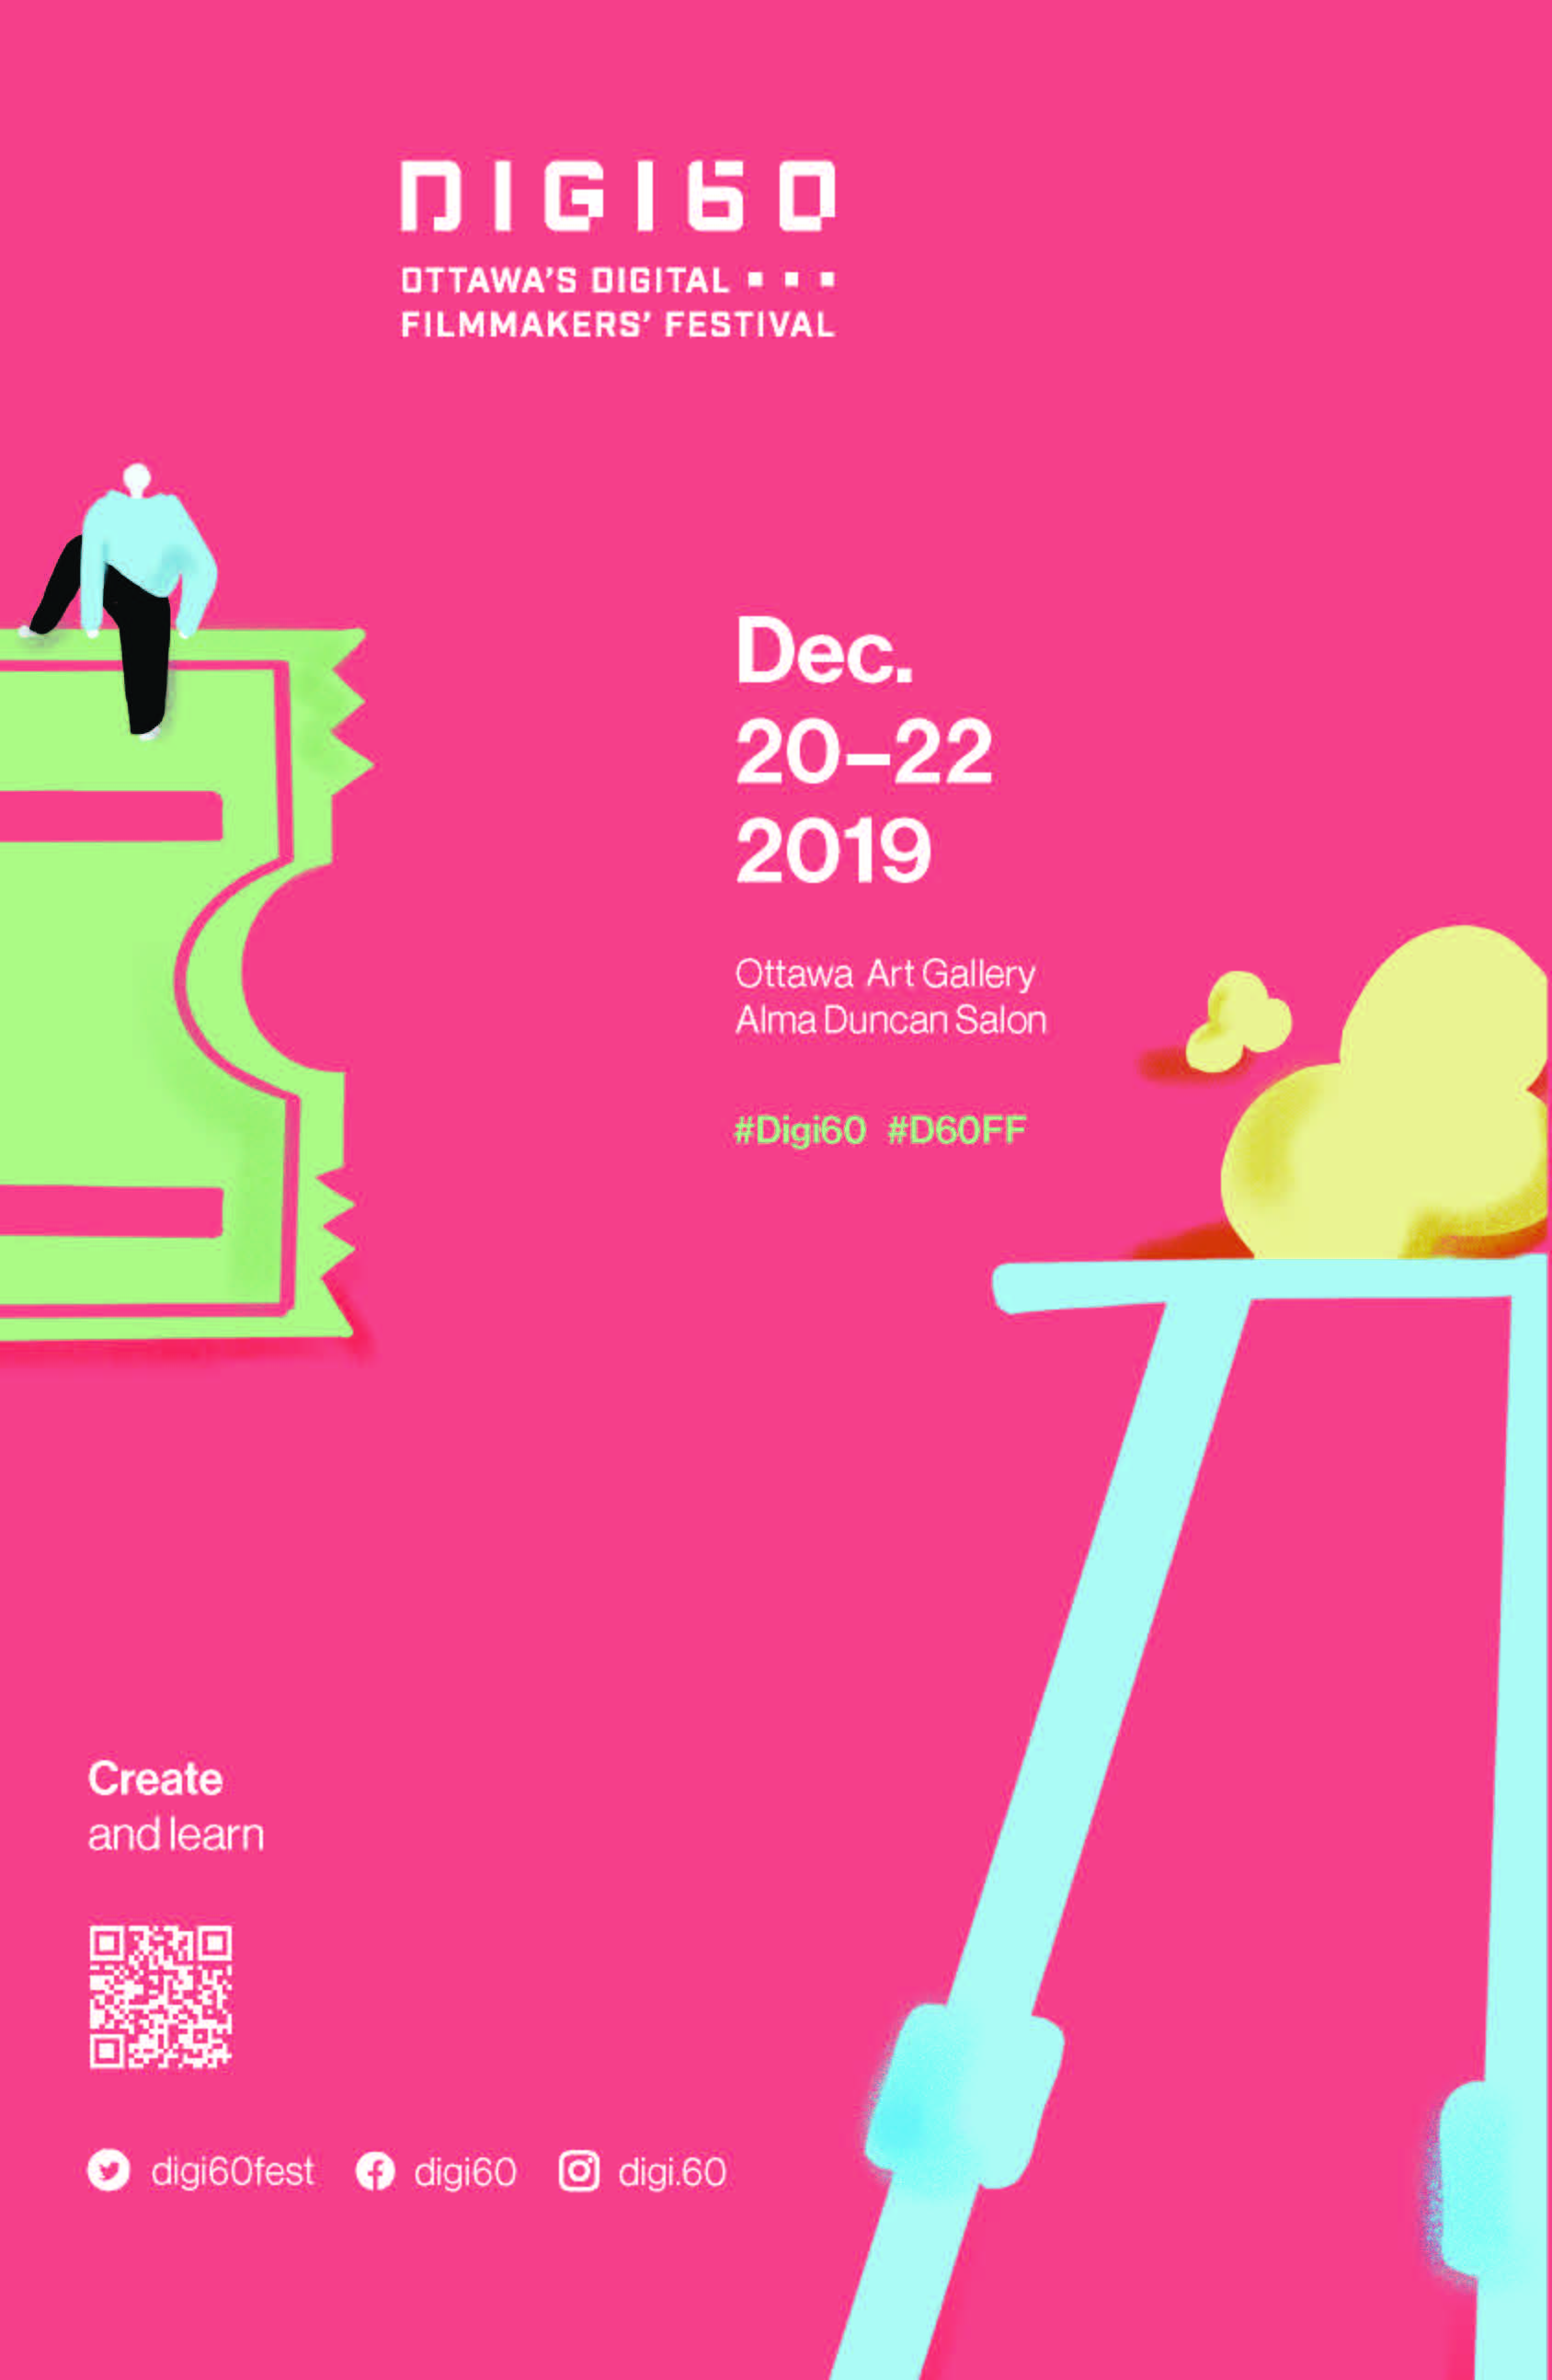 DIGI60
OTTAWA'S DIGITAL
FILMMAKERS' FESTIVAL
Dec.
20–22
2019
Ottawa Art Gallery
Alma Duncan Salon
#Digi60 #D60FF
Create
and learn
digi60fest digi60 digi.60